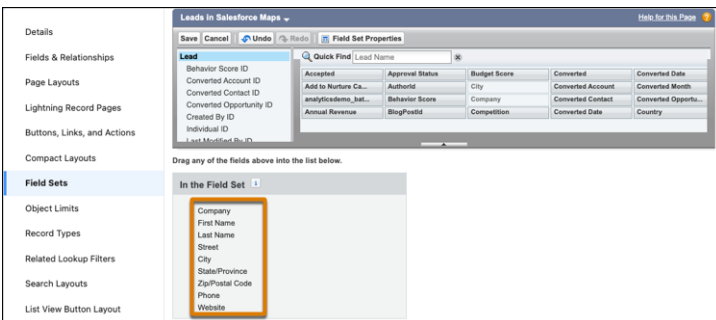 Details
Fields & Relationships
Page Layouts
Lightning Record Pages
Buttons, Links, and Actions
Compact Layouts
Field Sets
Object Limits
Record Types
Related Lookup Filters
Search Layouts
List View Button Layout
Leads in Salesforce Maps
Help for this Page
Save Cancel Undo Redo Field Set Properties
Lead
Behavior Score ID
Converted Account ID
Converted Contact ID
Converted Opportunity ID
Created By ID
Individual ID
Last Modified By ID
Quick Find Lead Name
Accepted Approval Status Budget Score Converted Converted Date
Add to Nurture Ca... AuthorId City Converted Account Converted Month
analyticsdemo_bat... Behavior Score Company Converted Contact Converted Opportu...
Annual Revenue BlogPostId Competition Converted Date Country
Drag any of the fields above into the list below.
In the Field Set
Company
First Name
Last Name
Street
City
State/Province
Zip/Postal Code
Phone
Website